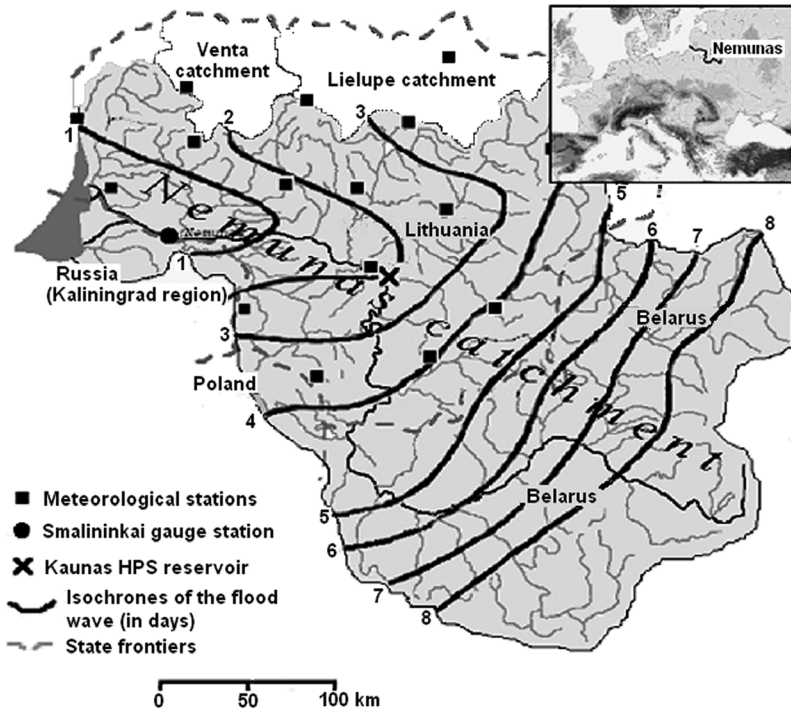 Venta
catchment
Lielupe catchment
Nemunas
1
2
3
5
6
7
8
Nemunas catchment
Lithuania
1
Russia
(Kaliningrad region)
3
Belarus
Poland
4
Belarus
5
6
7
8
Meteorological stations
Smalininkai gauge station
Kaunas HPS reservoir
Isochrones of the flood
wave (in days)
State frontiers
0 50 100 km